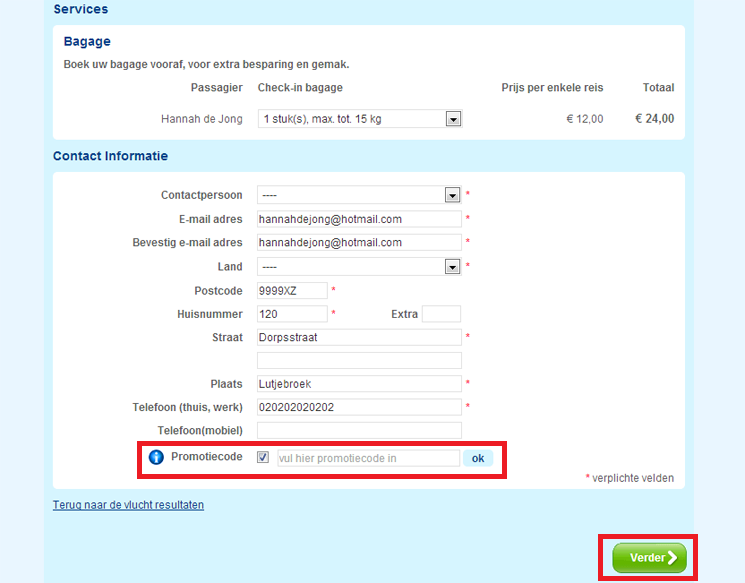 Services
Bagage
Boek uw bagage vooraf, voor extra besparing en gemak.
Passagier Check-in bagage Prijs per enkele reis Totaal
Hannah de Jong 1 stuk(s), max. tot. 15 kg € 12,00 € 24,00
Contact Informatie
Contactpersoon ---- *
E-mail adres hannahdejong@hotmail.com *
Bevestig e-mail adres hannahdejong@hotmail.com *
Land ---- *
Postcode 9999XZ *
Huisnummer 120 * Extra
Straat Dorpsstraat *
Plaats Lutjebroek *
Telefoon (thuis, werk) 020202020202 *
Telefoon(mobiel)
i Promotiecode vul hier promotiecode in ok
* verplichte velden
Terug naar de vlucht resultaten
Verder